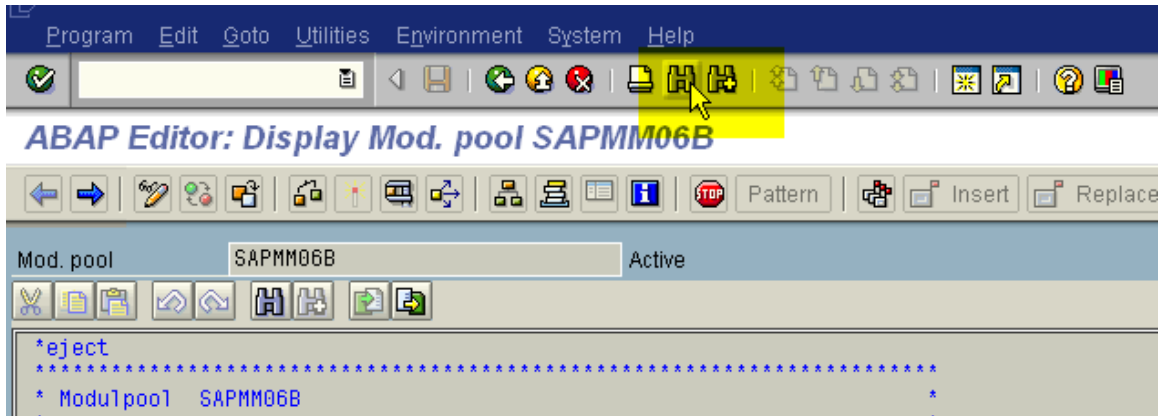 Program Edit Goto Utilities Environment System Help
ABAP Editor: Display Mod. pool SAPMM06B
STOP Pattern Insert Replace
Mod. pool SAPMM06B Active
*eject
************************************************************************
* Modulpool SAPMM06B *